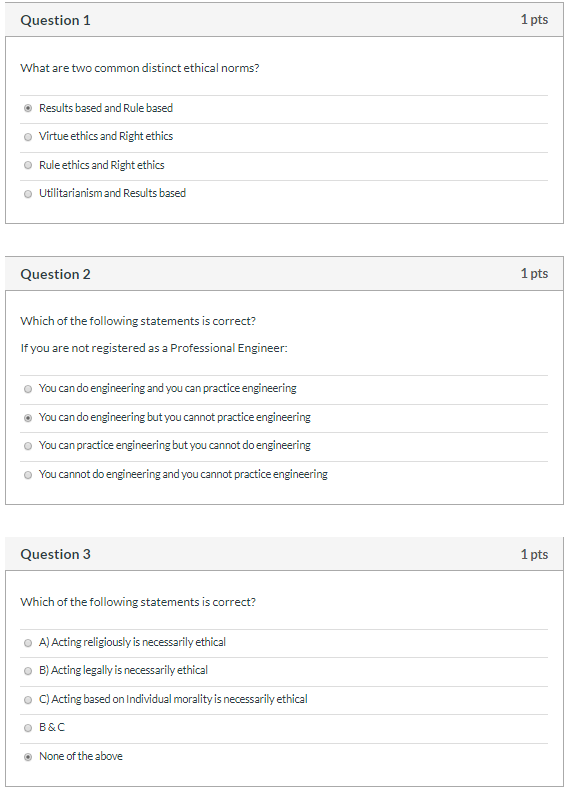 Question 1 1 pts
What are two common distinct ethical norms?
Results based and Rule based
Virtue ethics and Right ethics
Rule ethics and Right ethics
Utilitarianism and Results based
Question 2 1 pts
Which of the following statements is correct?
If you are not registered as a Professional Engineer:
You can do engineering and you can practice engineering
You can do engineering but you cannot practice engineering
You can practice engineering but you cannot do engineering
You cannot do engineering and you cannot practice engineering
Question 3 1 pts
Which of the following statements is correct?
A) Acting religiously is necessarily ethical
B) Acting legally is necessarily ethical
C) Acting based on Individual morality is necessarily ethical
B & C
None of the above